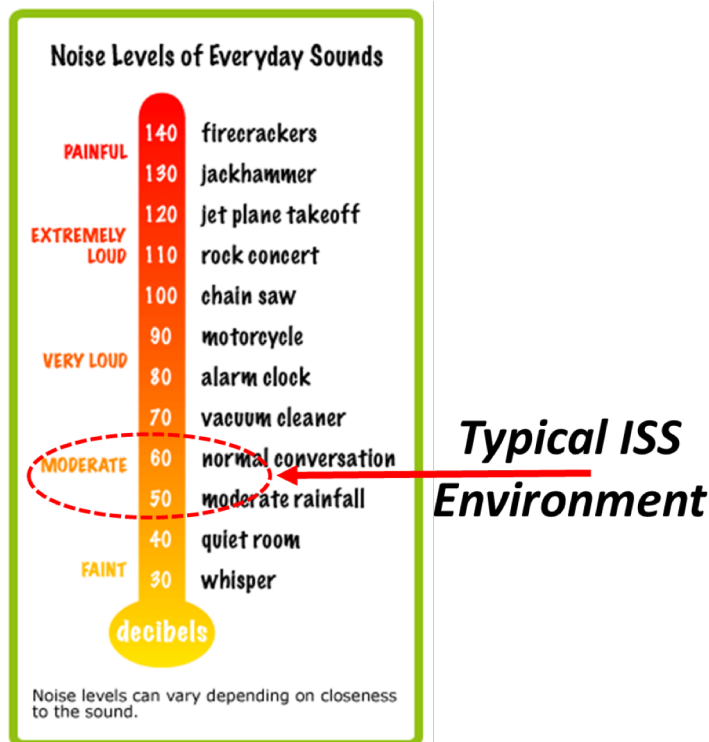 Noise Levels of Everyday Sounds
140 firecrackers
PAINFUL
130 jackhammer
120 jet plane takeoff
EXTREMELY
LOUD
110 rock concert
100 chain saw
90 motorcycle
VERY LOUD
80 alarm clock
70 vacuum cleaner
60 normal conversation
MODERATE
50 moderate rainfall
40 quiet room
FAINT
30 whisper
decibels
Noise levels can vary depending on closeness
to the sound.
Typical ISS
Environment